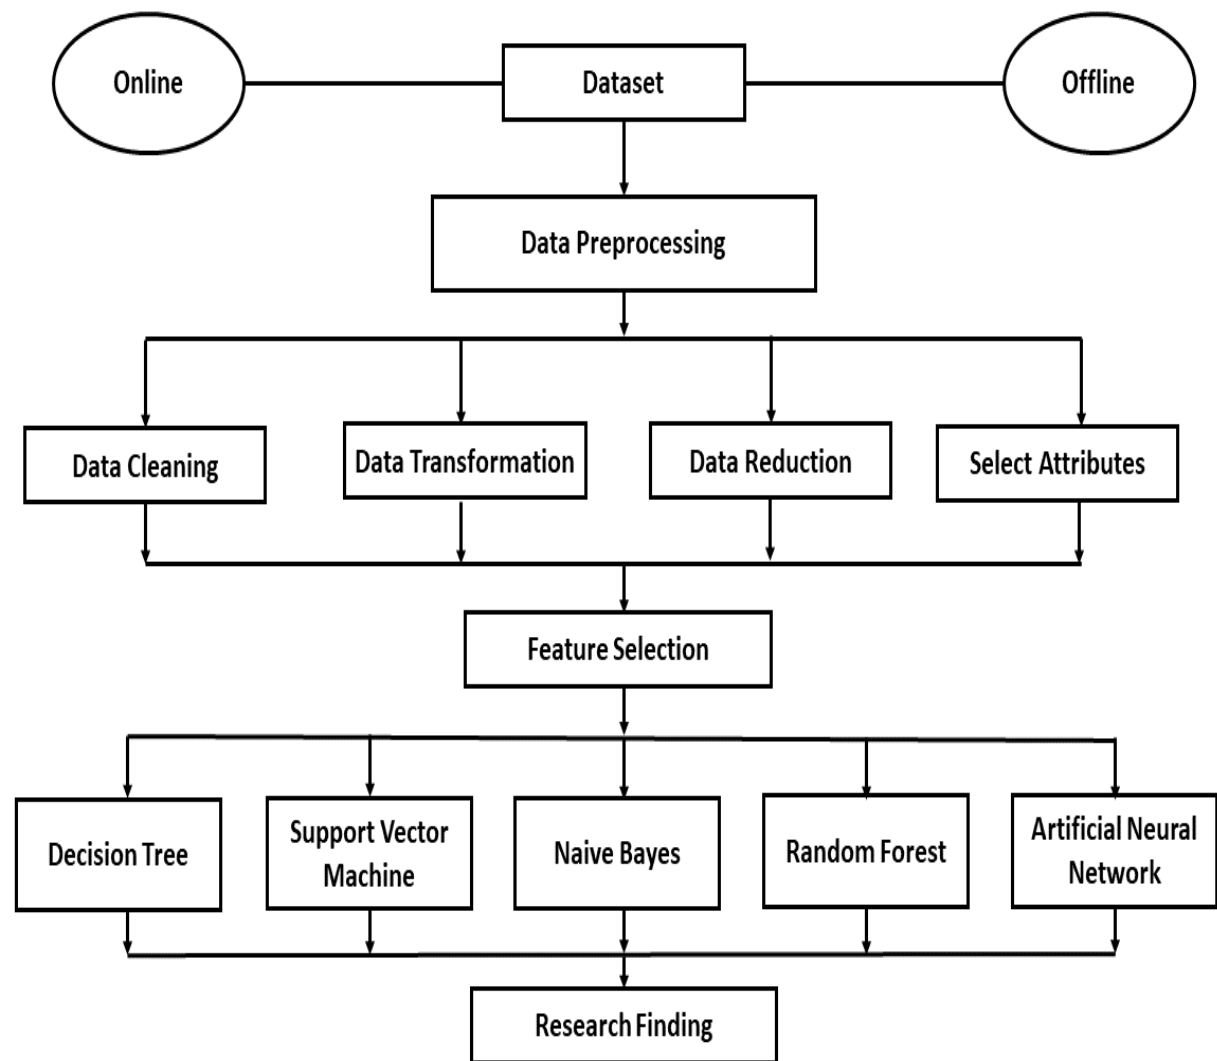 Online
Dataset
Offline
Data Preprocessing
Data Cleaning
Data Transformation
Data Reduction
Select Attributes
Feature Selection
Decision Tree
Support Vector
Machine
Naive Bayes
Random Forest
Artificial Neural
Network
Research Finding